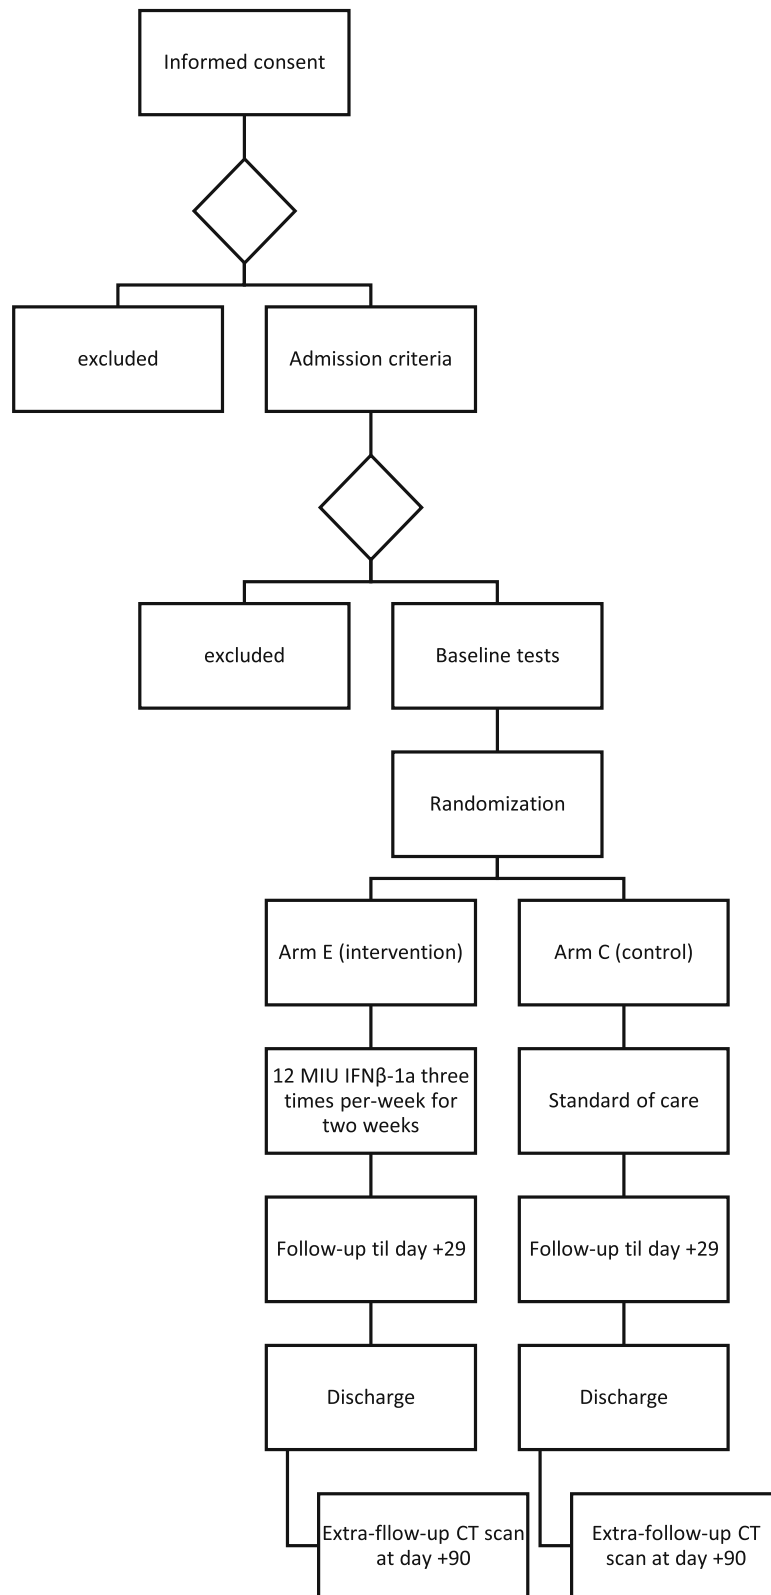 Informed consent
excluded
Admission criteria
excluded
Baseline tests
Randomization
Arm E (intervention)
Arm C (control)
12 MIU IFNβ-1a three
times per-week for
two weeks
Standard of care
Follow-up til day +29
Follow-up til day +29
Discharge
Discharge
Extra-fllow-up CT scan
at day +90
Extra-follow-up CT
scan at day +90